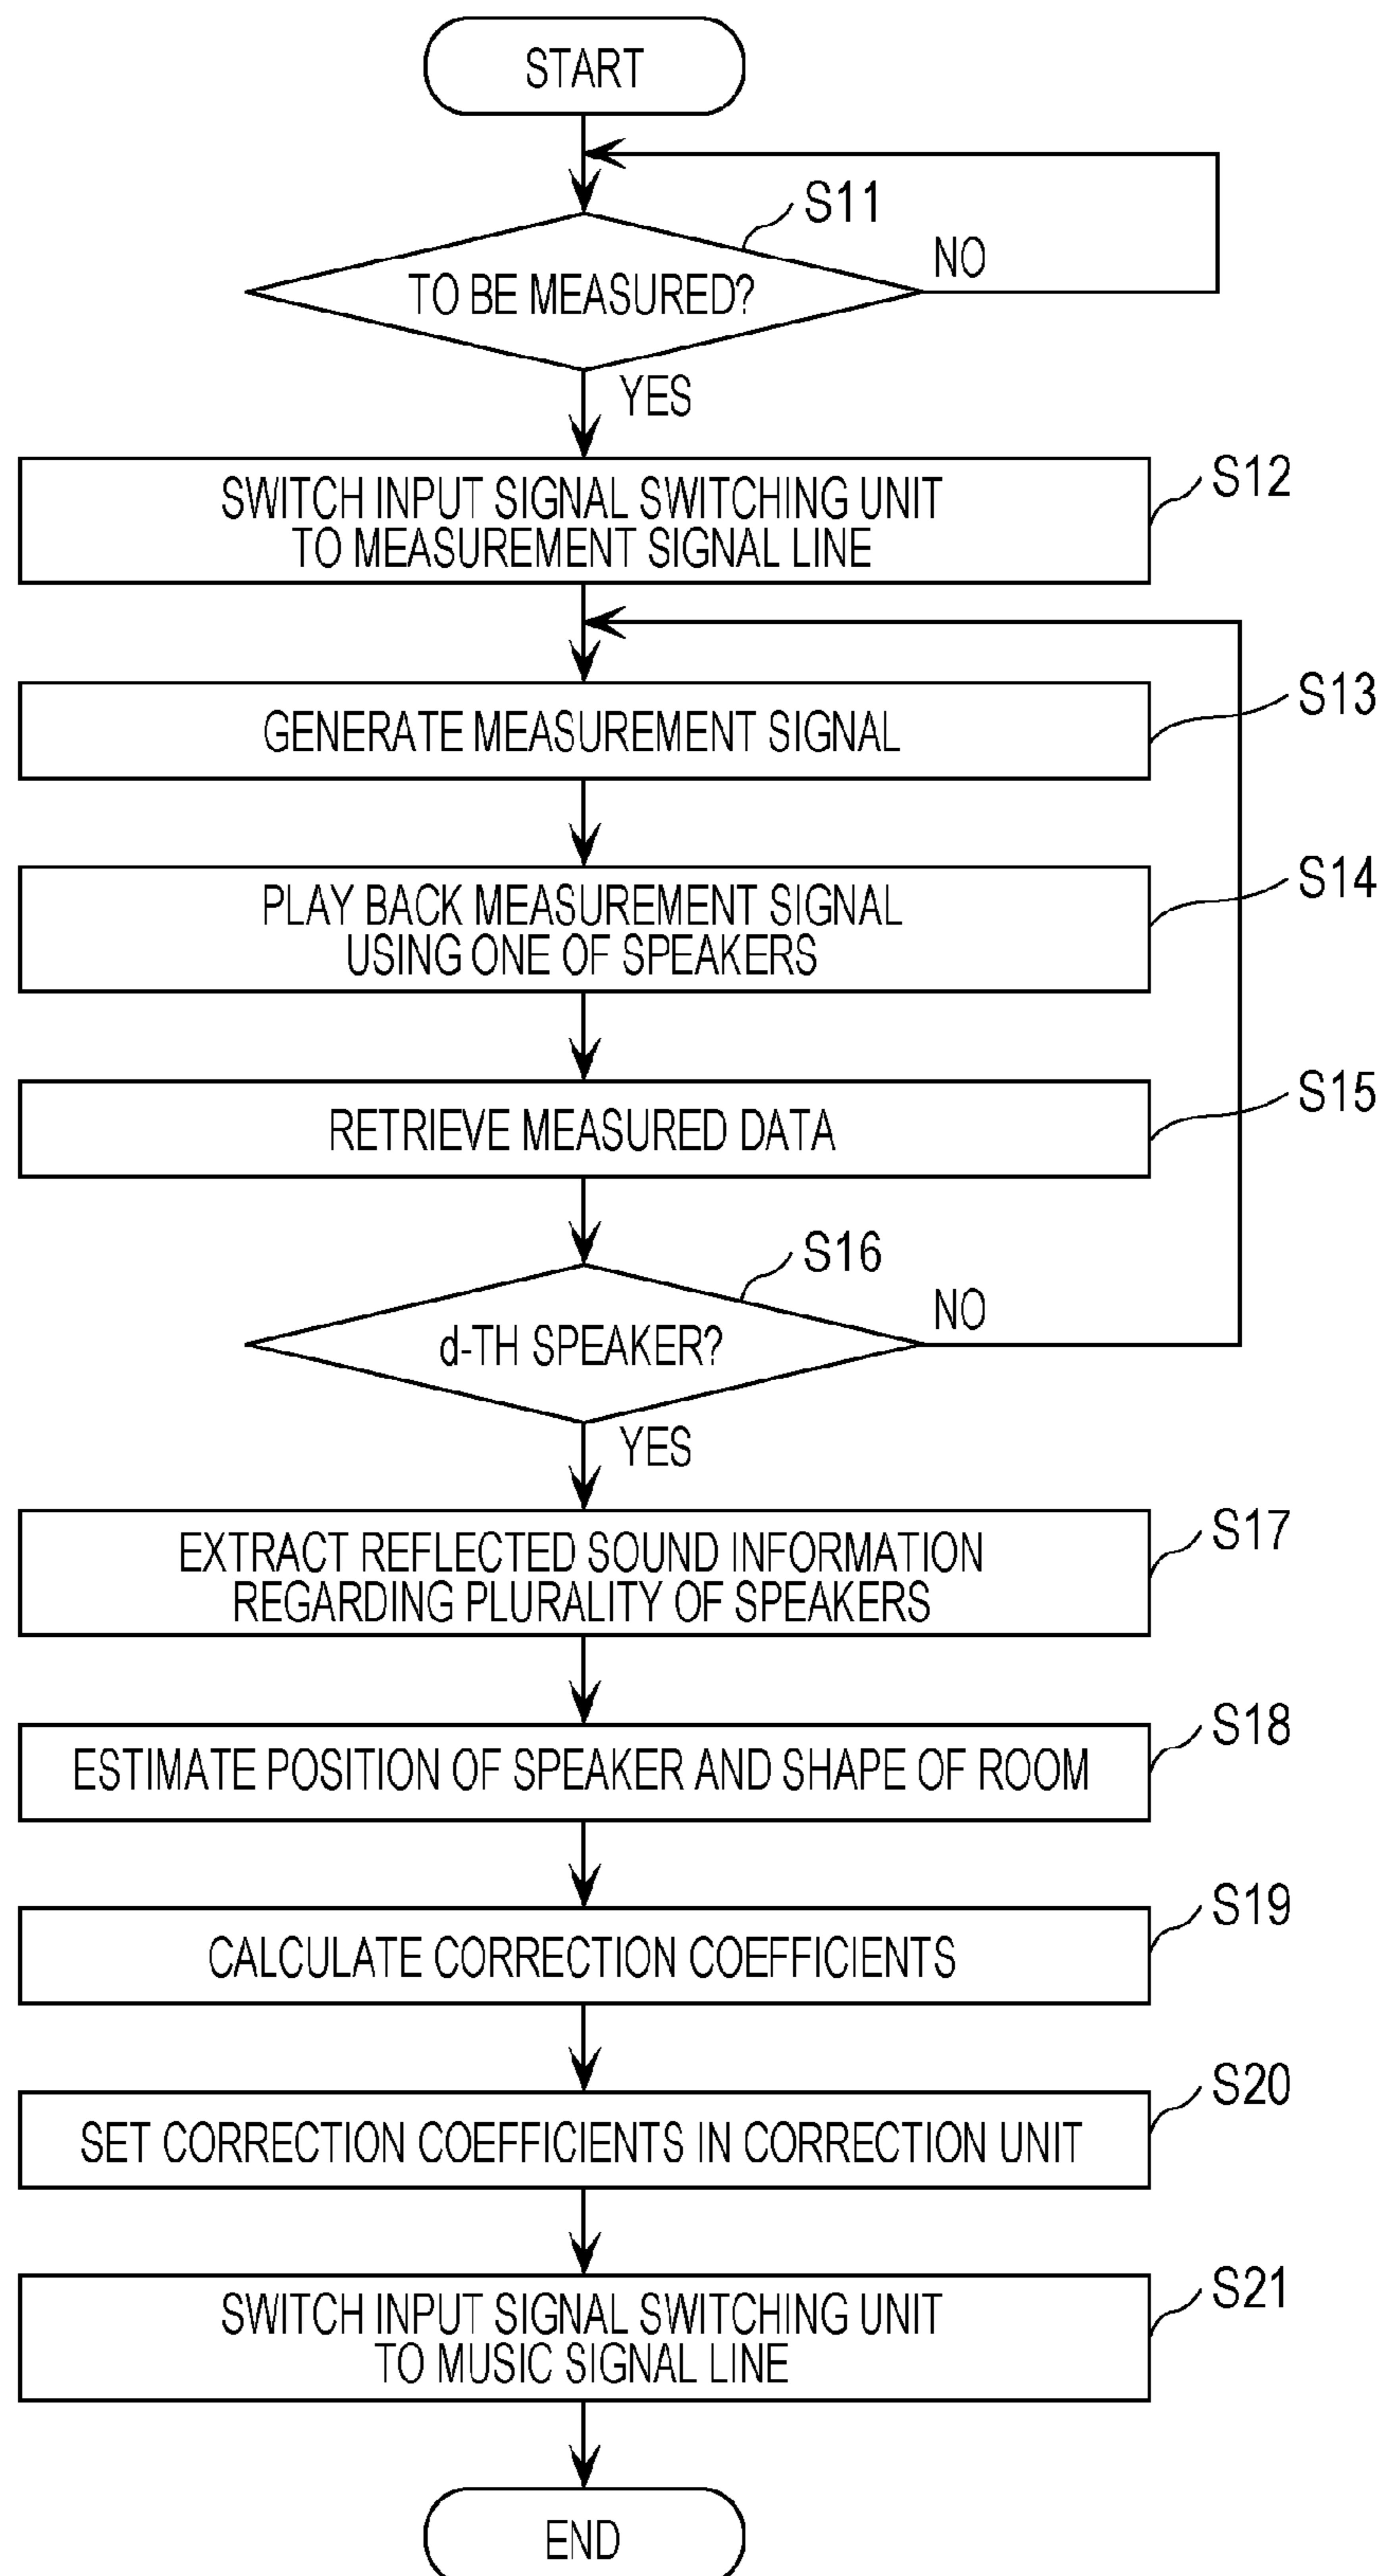 START
S11
NO
TO BE MEASURED?
YES
S12
SWITCH INPUT SIGNAL SWITCHING UNIT
TO MEASUREMENT SIGNAL LINE
S13
GENERATE MEASUREMENT SIGNAL
S14
PLAY BACK MEASUREMENT SIGNAL
USING ONE OF SPEAKERS
S15
RETRIEVE MEASURED DATA
S16
NO
d-TH SPEAKER?
YES
S17
EXTRACT REFLECTED SOUND INFORMATION
REGARDING PLURALITY OF SPEAKERS
S18
ESTIMATE POSITION OF SPEAKER AND SHAPE OF ROOM
S19
CALCULATE CORRECTION COEFFICIENTS
S20
SET CORRECTION COEFFICIENTS IN CORRECTION UNIT
S21
SWITCH INPUT SIGNAL SWITCHING UNIT
TO MUSIC SIGNAL LINE
END